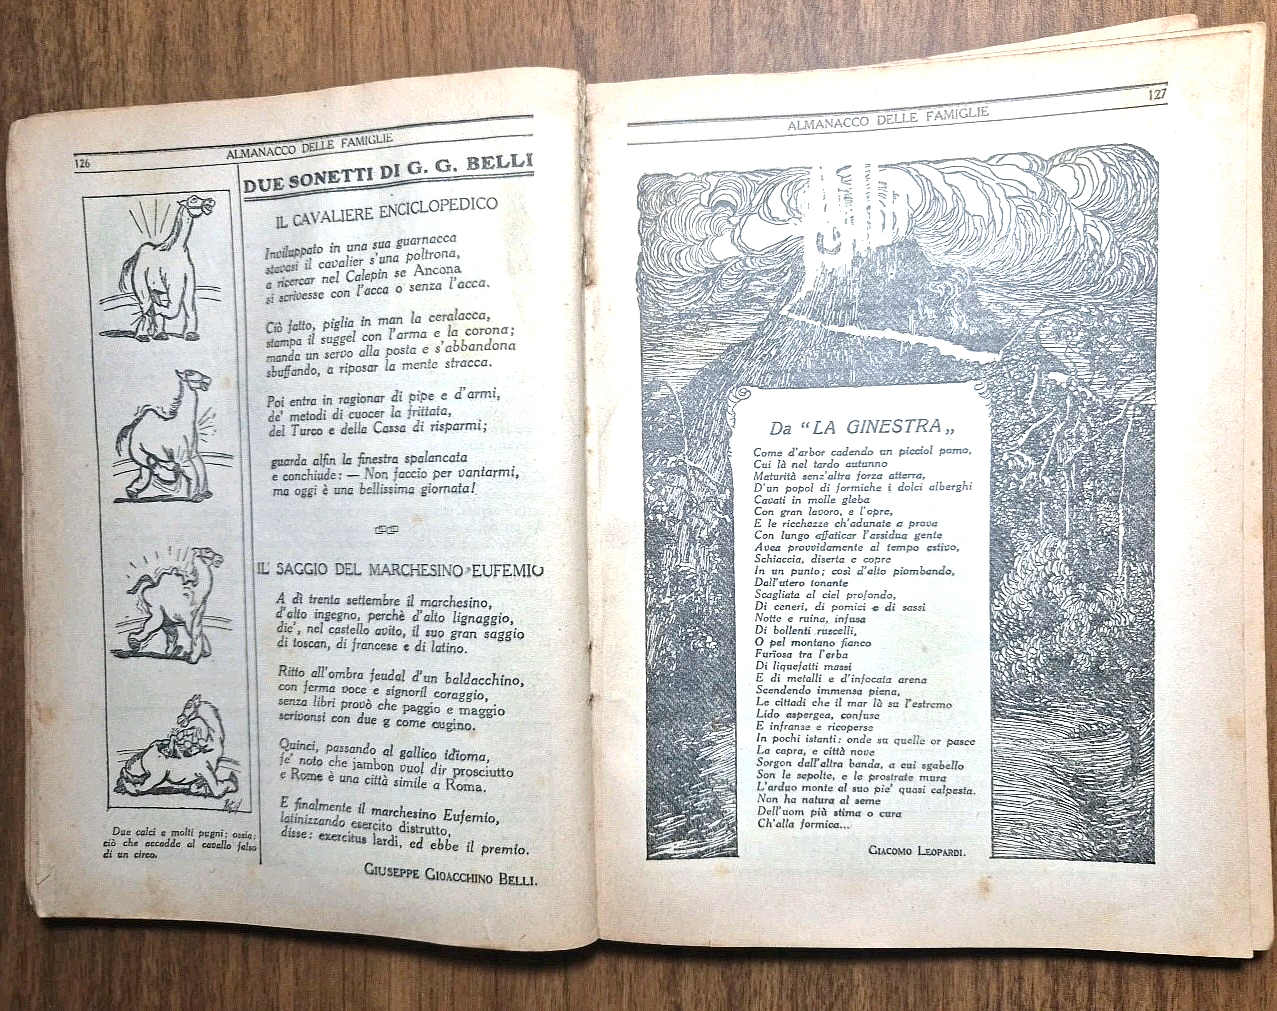 126
ALMANACCO DELLE FAMIGLIE
DUE SONETTI DI G. G. BELLI
IL CAVALIERE ENCICLOPEDICO
Inviluppato in una sua guarnacca
stavasi il cavalier s'una poltrona,
a ricercar nel Calepin se Ancona
si scrivesse con l'acca o senza l'acca.
Ciò fatto, piglia in man la ceralacca,
stampa il suggel con l'arma e la corona;
manda un servo alla posta e s'abbandona
sbuffando, a riposar la mente stracca.
Poi entra in ragionar di pipe e d'armi,
de' metodi di cuocer la frittata,
del Turco e della Cassa di risparmi;
guarda alfin la finestra spalancata
e conchiude: — Non faccio per vantarmi,
ma oggi è una bellissima giornata!
IL SAGGIO DEL MARCHESINO EUFEMIO
A dì trenta settembre il marchesino,
d'alto ingegno, perchè d'alto lignaggio,
die', nel castello avito, il suo gran saggio
di toscan, di francese e di latino.
Ritto all'ombra feudal d'un baldacchino,
con ferma voce e signoril coraggio,
senza libri provò che paggio e maggio
scrivonsi con due g come cugino.
Quinci, passando al gallico idioma,
fe' noto che jambon vuol dir prosciutto
e Rome è una città simile a Roma.
E finalmente il marchesino Eufemio,
latinizzando esercito distrutto,
disse: exercitus lardi, ed ebbe il premio.
GIUSEPPE GIOACCHINO BELLI.
Due calci e molti pugni; ossia:
ciò che accadde al cavallo falso
di un circo.
127
ALMANACCO DELLE FAMIGLIE
Da “LA GINESTRA„
Come d'arbor cadendo un picciol pomo,
Cui là nel tardo autunno
Maturità senz'altra forza atterra,
D'un popol di formiche i dolci alberghi
Cavati in molle gleba
Con gran lavoro, e l'opre,
E le ricchezze ch'adunate a prova
Con lungo affaticar l'assidua gente
Avea provvidamente al tempo estivo,
Schiaccia, diserta e copre
In un punto; così d'alto piombando,
Dall'utero tonante
Scagliata al ciel profondo,
Di ceneri, di pomici e di sassi
Notte e ruina, infusa
Di bollenti ruscelli,
O pel montano fianco
Furiosa tra l'erba
Di liquefatti massi
E di metalli e d'infocata arena
Scendendo immensa piena,
Le cittadi che il mar là su l'estremo
Lido aspergea, confuse
E infranse e ricoperse
In pochi istanti: onde su quelle or pasce
La capra, e città nove
Sorgon dall'altra banda, a cui sgabello
Son le sepolte, e le prostrate mura
L'arduo monte al suo pie' quasi calpesta.
Non ha natura al seme
Dell'uom più stima o cura
Ch'alla formica...
GIACOMO LEOPARDI.